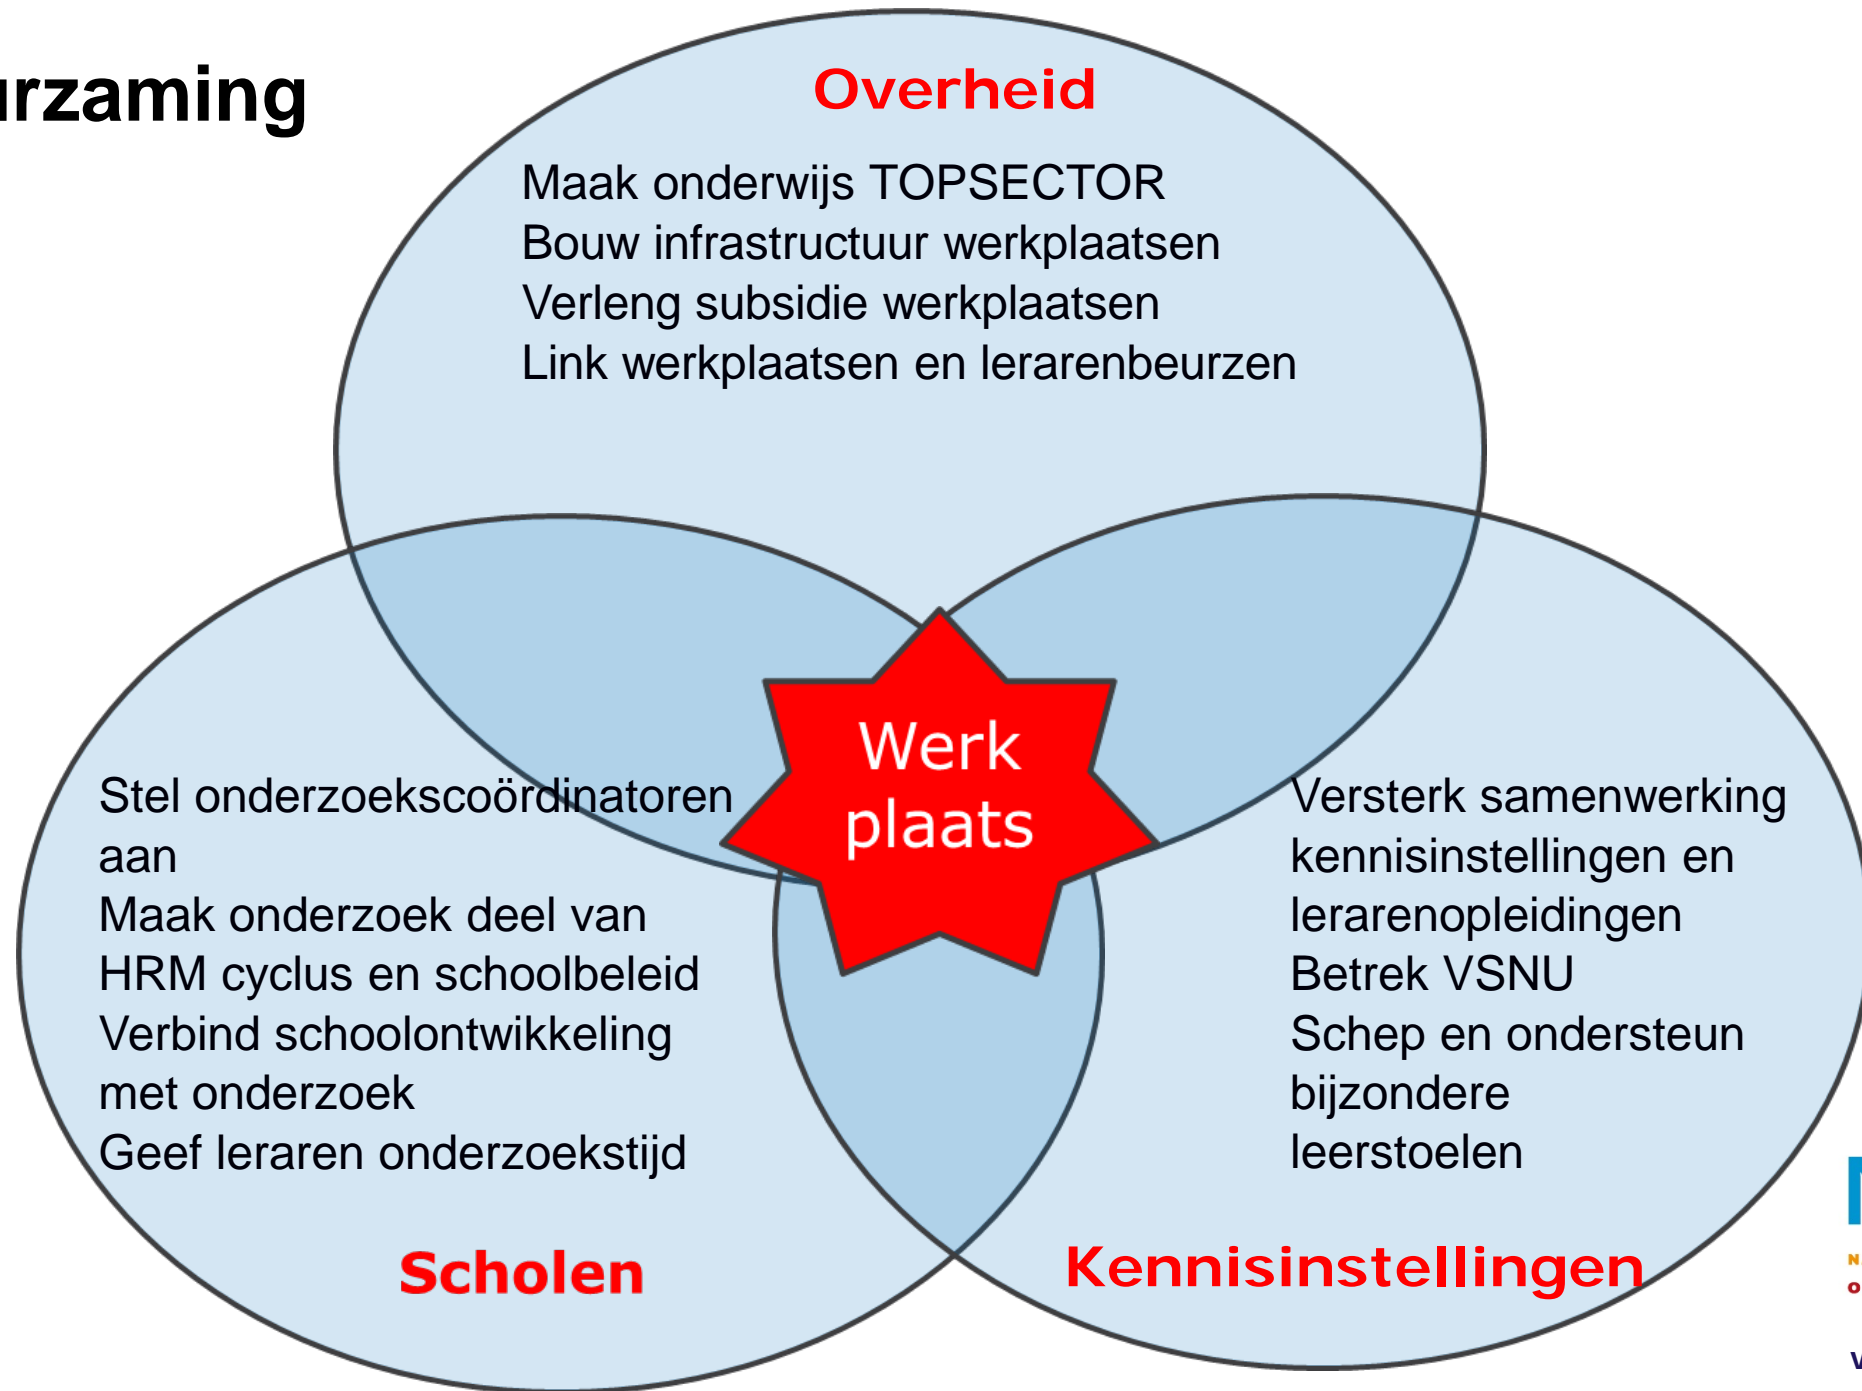 urzaming
Overheid
Maak onderwijs TOPSECTOR
Bouw infrastructuur werkplaatsen
Verleng subsidie werkplaatsen
Link werkplaatsen en lerarenbeurzen
Werk
plaats
Stel onderzoekscoördinatoren
aan
Maak onderzoek deel van
HRM cyclus en schoolbeleid
Verbind schoolontwikkeling
met onderzoek
Geef leraren onderzoekstijd
Scholen
Versterk samenwerking
kennisinstellingen en
lerarenopleidingen
Betrek VSNU
Schep en ondersteun
bijzondere
leerstoelen
Kennisinstellingen